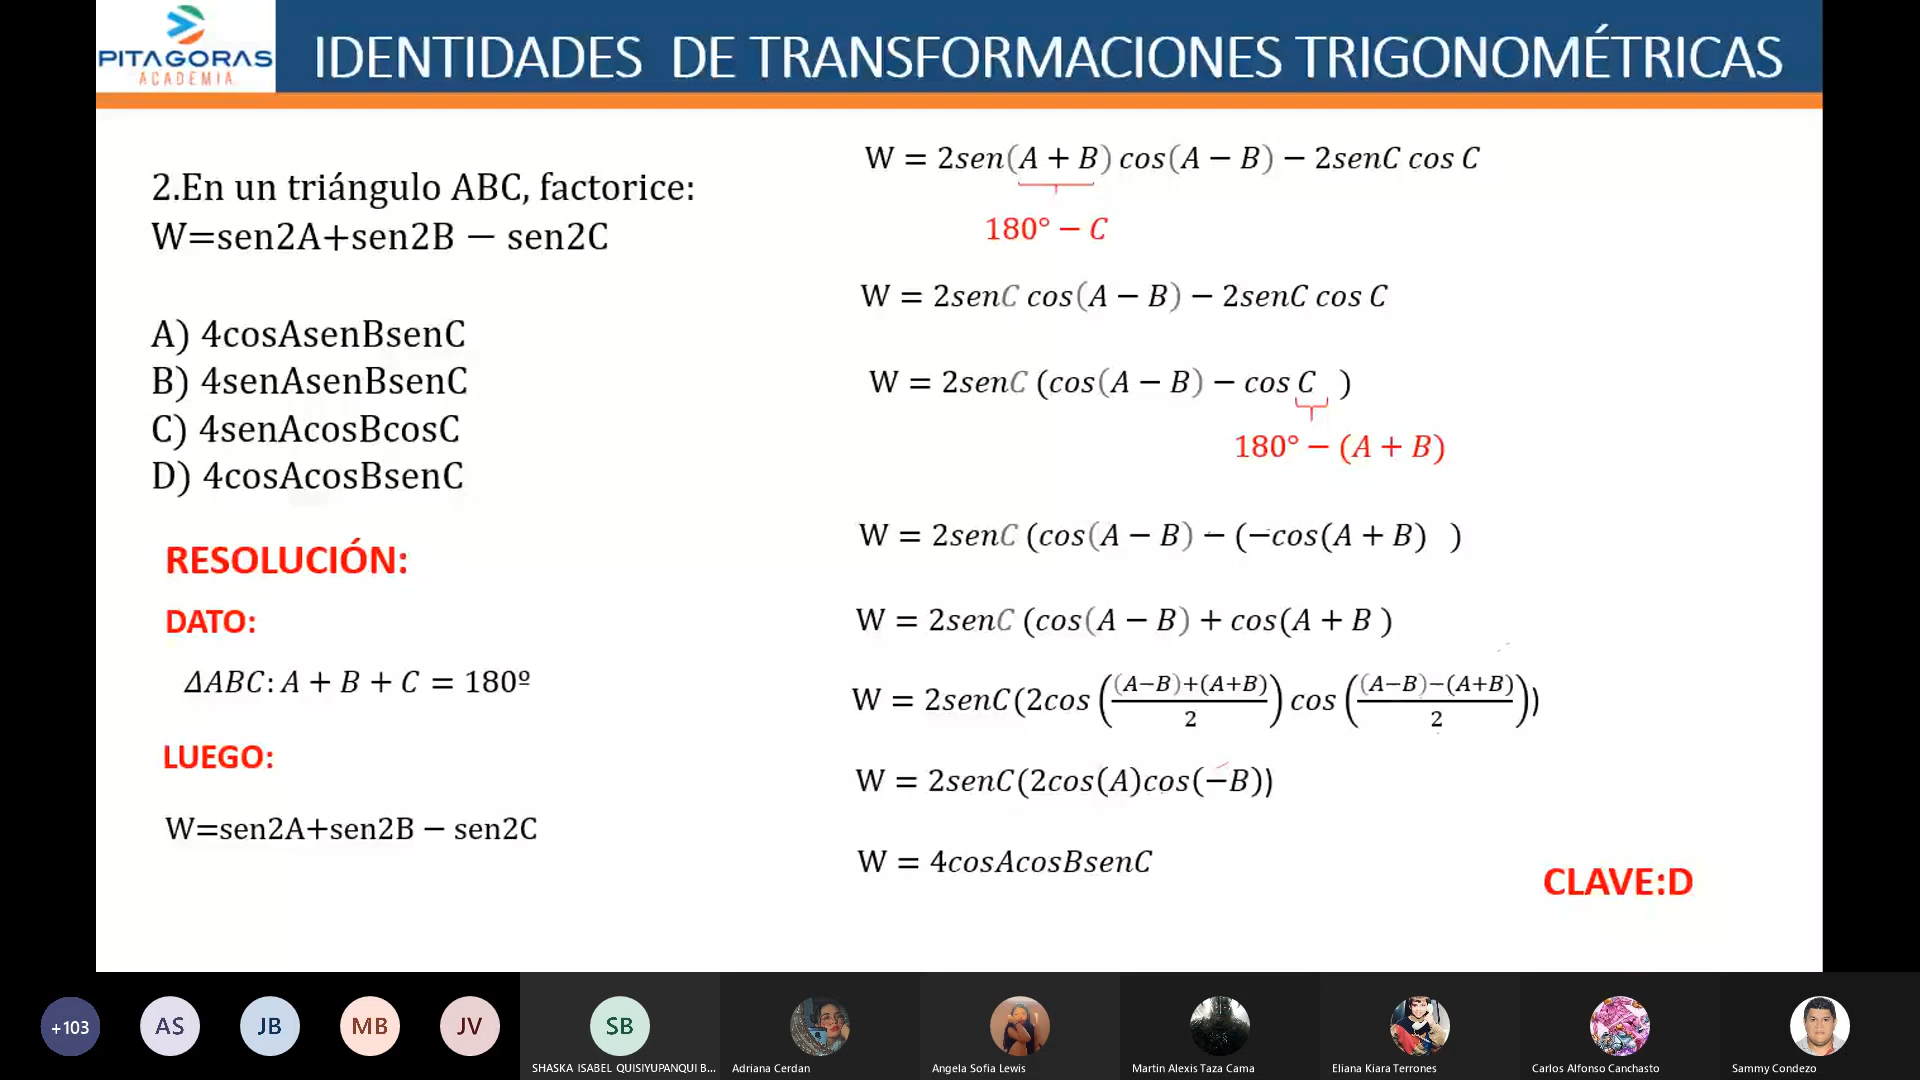 PITAGORAS
ACADEMIA
IDENTIDADES DE TRANSFORMACIONES TRIGONOMÉTRICAS
2.En un triángulo ABC, factorice:
W=sen2A+sen2B − sen2C
A) 4cosAsenBsenC
B) 4senAsenBsenC
C) 4senAcosBcosC
D) 4cosAcosBsenC
RESOLUCIÓN:
DATO:
ΔABC: A + B + C = 180º
LUEGO:
W=sen2A+sen2B − sen2C
W = 2sen(A + B) cos(A − B) − 2senC cos C
180° − C
W = 2senC cos(A − B) − 2senC cos C
W = 2senC (cos(A − B) − cos C )
180° − (A + B)
W = 2senC (cos(A − B) − (−cos(A + B) )
W = 2senC (cos(A − B) + cos(A + B )
W = 2senC(2cos(((A−B)+(A+B))/2) cos(((A−B)−(A+B))/2))
W = 2senC(2cos(A)cos(−B))
W = 4cosAcosBsenC
CLAVE:D
+103
AS
JB
MB
JV
SB
SHASKA ISABEL QUISIYUPANQUI B...
Adriana Cerdan
Angela Sofia Lewis
Martin Alexis Taza Cama
Eliana Kiara Terrones
Carlos Alfonso Canchasto
Sammy Condezo